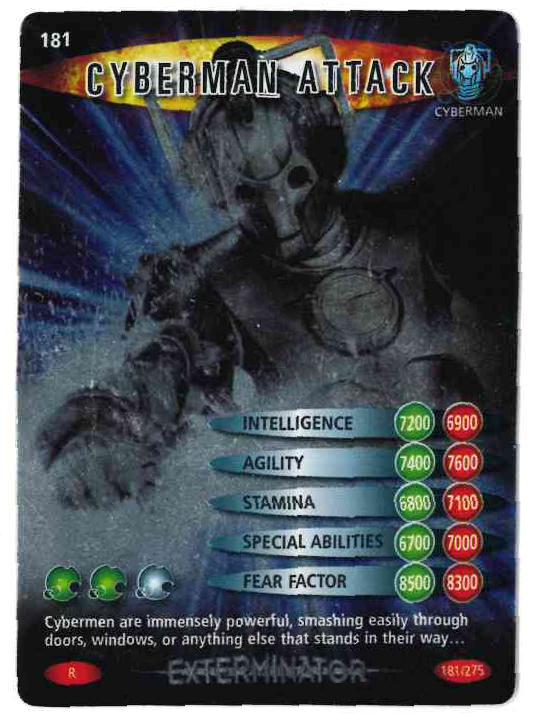 181
CYBERMAN ATTACK
CYBERMAN
INTELLIGENCE 7200 6900
AGILITY 7400 7600
STAMINA 6800 7100
SPECIAL ABILITIES 6700 7000
FEAR FACTOR 8500 8300
Cybermen are immensely powerful, smashing easily through
doors, windows, or anything else that stands in their way...
R
EXTERMINATOR
181/275